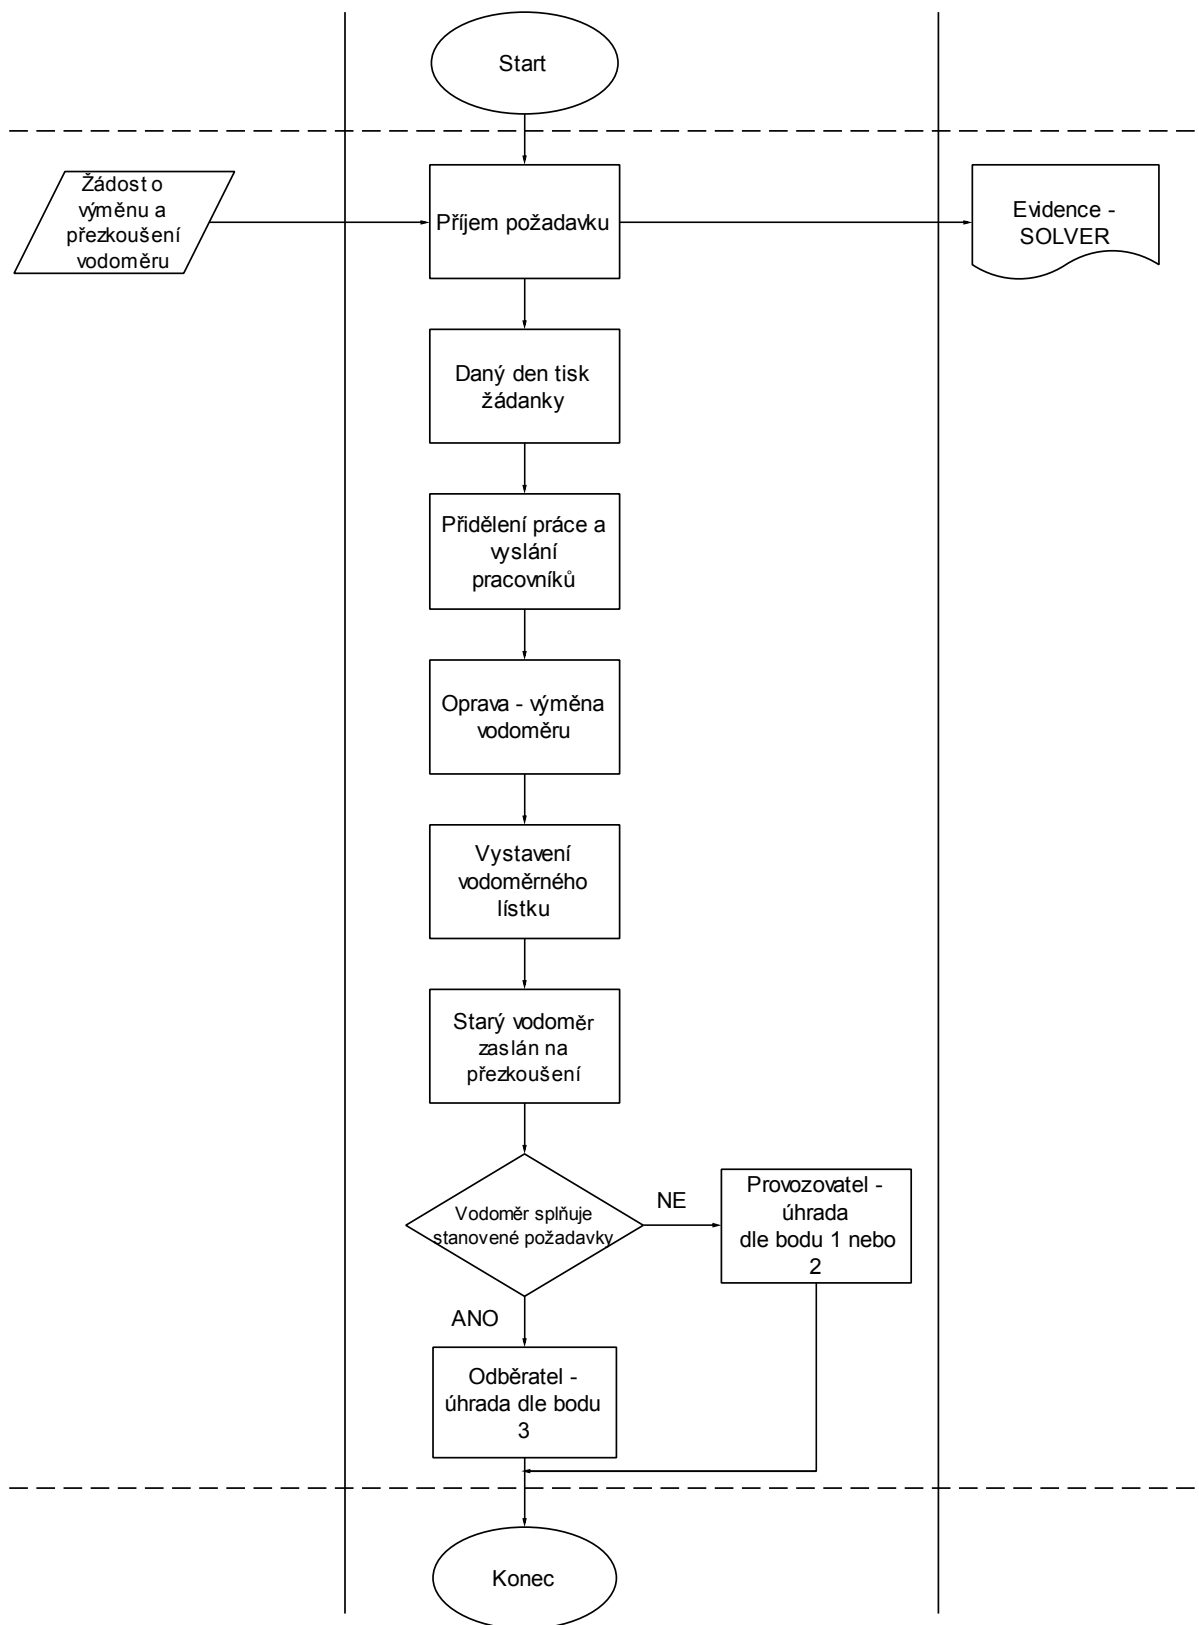 Start
Žádost o
výměnu a
přezkoušení
vodoměru
Příjem požadavku
Evidence -
SOLVER
Daný den tisk
žádanky
Přidělení práce a
vyslání
pracovníků
Oprava - výměna
vodoměru
Vystavení
vodoměrného
lístku
Starý vodoměr
zaslán na
přezkoušení
Vodoměr splňuje
stanovené požadavky
NE
Provozovatel -
úhrada
dle bodu 1 nebo
2
ANO
Odběratel -
úhrada dle bodu
3
Konec